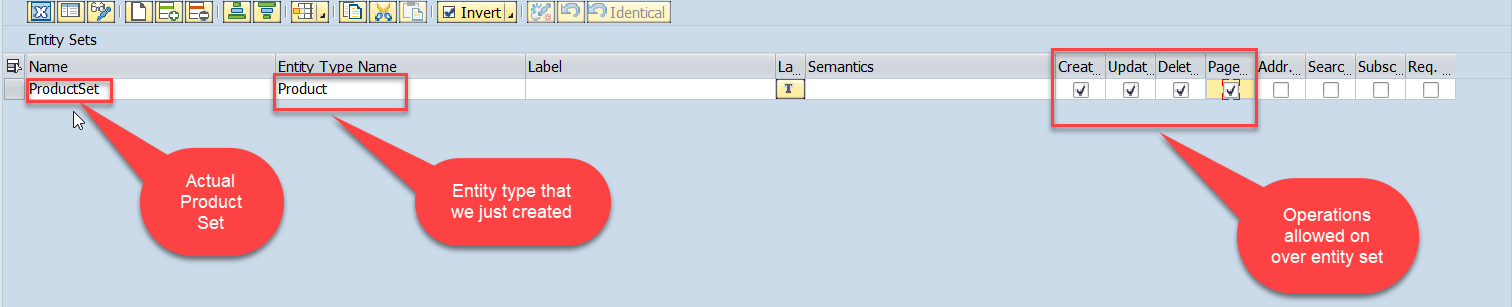 Invert
Identical
Entity Sets
Name Entity Type Name Label La... Semantics Creat... Updat... Delet... Page... Addr. ... Searc... Subsc... Req. ...
ProductSet Product T
Actual
Product
Set
Entity type that
we just created
Operations
allowed on
over entity set